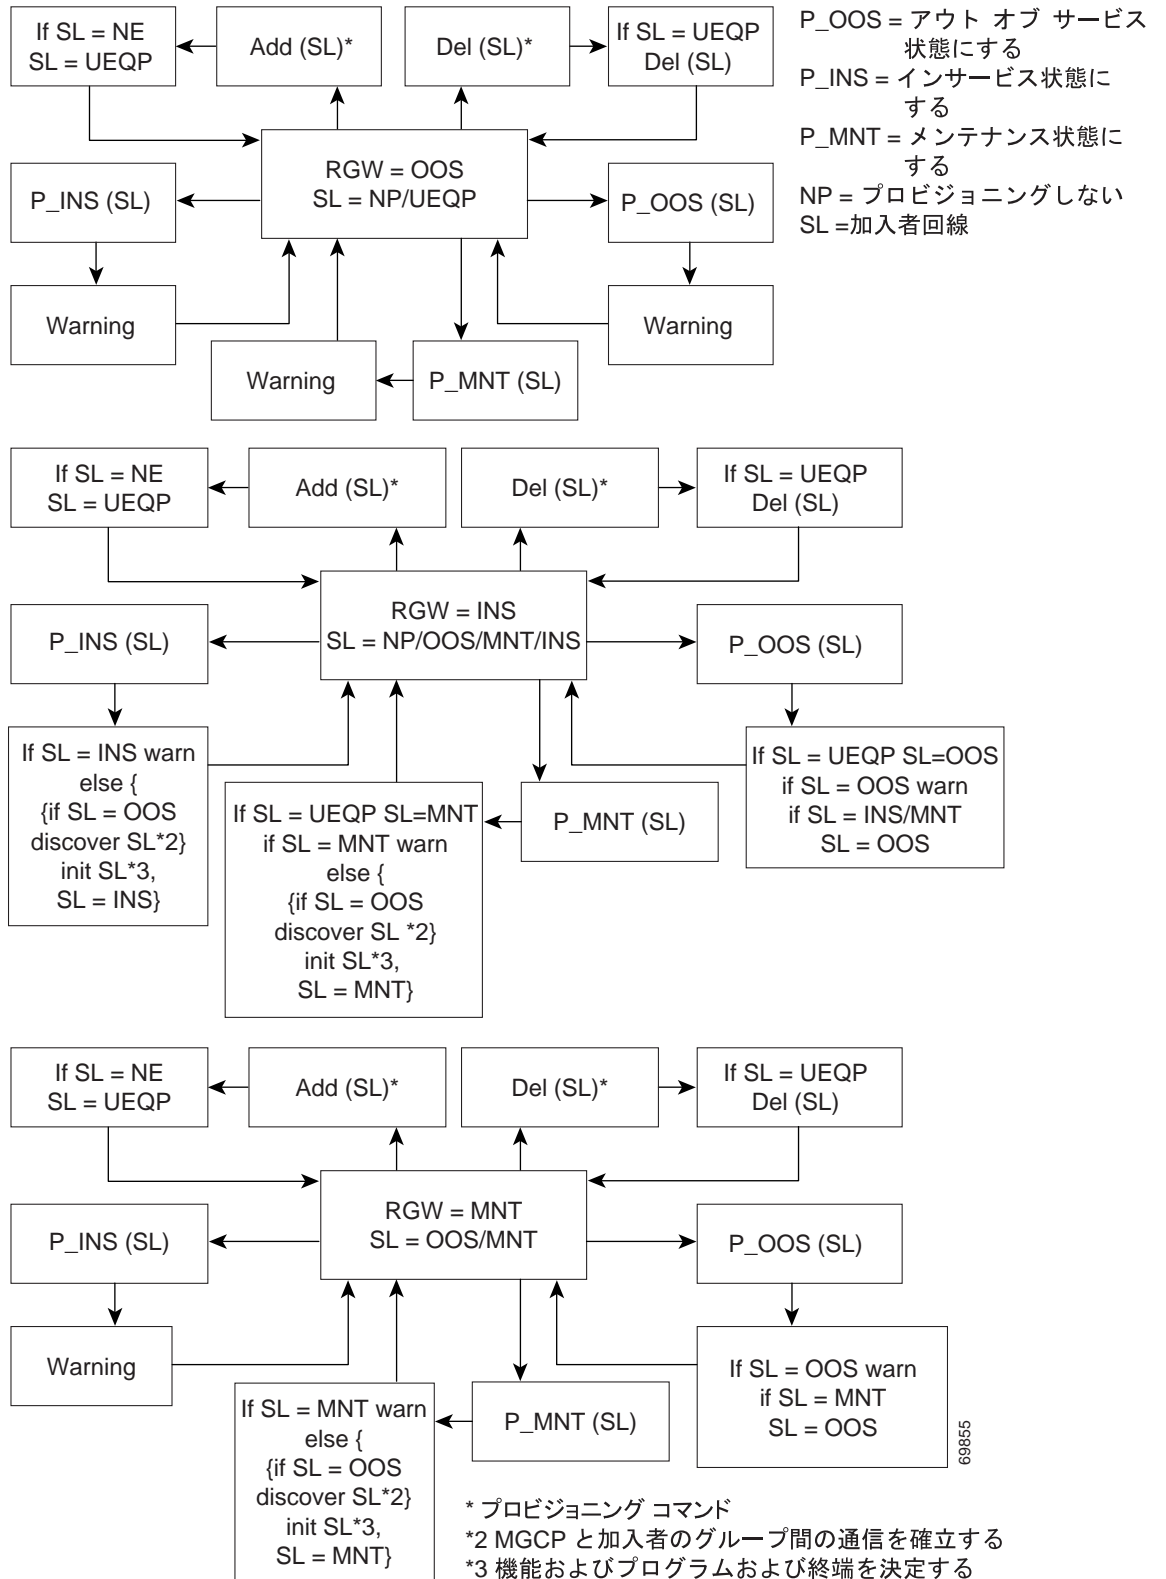 If SL = NE
SL = UEQP
Add (SL)*
Del (SL)*
If SL = UEQP
Del (SL)
P_OOS = アウト オブ サービス
状態にする
P_INS = インサービス状態に
する
P_MNT = メンテナンス状態に
する
NP = プロビジョニングしない
SL =加入者回線
RGW = OOS
SL = NP/UEQP
P_INS (SL)
P_OOS (SL)
Warning
Warning
Warning
P_MNT (SL)
If SL = NE
SL = UEQP
Add (SL)*
Del (SL)*
If SL = UEQP
Del (SL)
RGW = INS
SL = NP/OOS/MNT/INS
P_INS (SL)
P_OOS (SL)
If SL = INS warn
else {
{if SL = OOS
discover SL*2}
init SL*3,
SL = INS}
If SL = UEQP SL=MNT
if SL = MNT warn
else {
{if SL = OOS
discover SL *2}
init SL*3,
SL = MNT}
P_MNT (SL)
If SL = UEQP SL=OOS
if SL = OOS warn
if SL = INS/MNT
SL = OOS
If SL = NE
SL = UEQP
Add (SL)*
Del (SL)*
If SL = UEQP
Del (SL)
RGW = MNT
SL = OOS/MNT
P_INS (SL)
P_OOS (SL)
Warning
If SL = MNT warn
else {
{if SL = OOS
discover SL*2}
init SL*3,
SL = MNT}
P_MNT (SL)
If SL = OOS warn
if SL = MNT
SL = OOS
69855
* プロビジョニング コマンド
*2 MGCP と加入者のグループ間の通信を確立する
*3 機能およびプログラムおよび終端を決定する